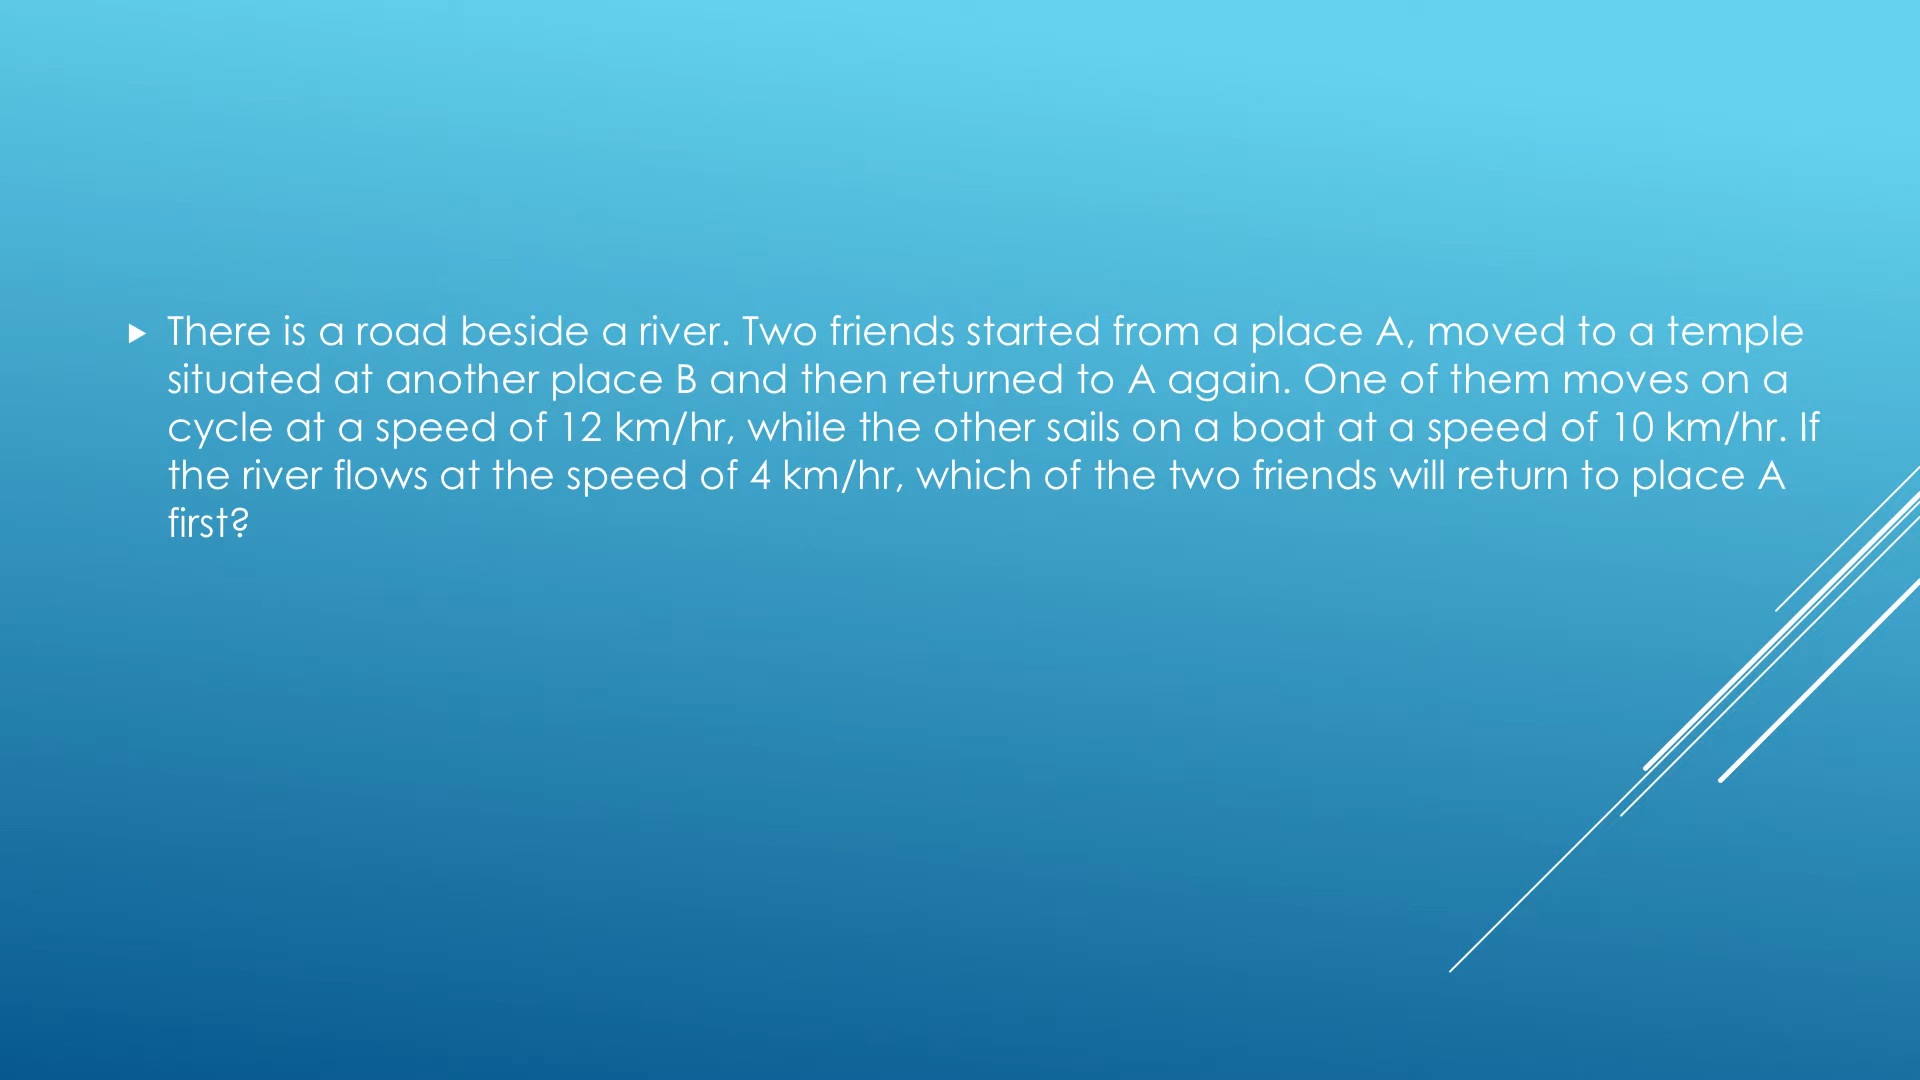 There is a road beside a river. Two friends started from a place A, moved to a temple
situated at another place B and then returned to A again. One of them moves on a
cycle at a speed of 12 km/hr, while the other sails on a boat at a speed of 10 km/hr. If
the river flows at the speed of 4 km/hr, which of the two friends will return to place A
first?